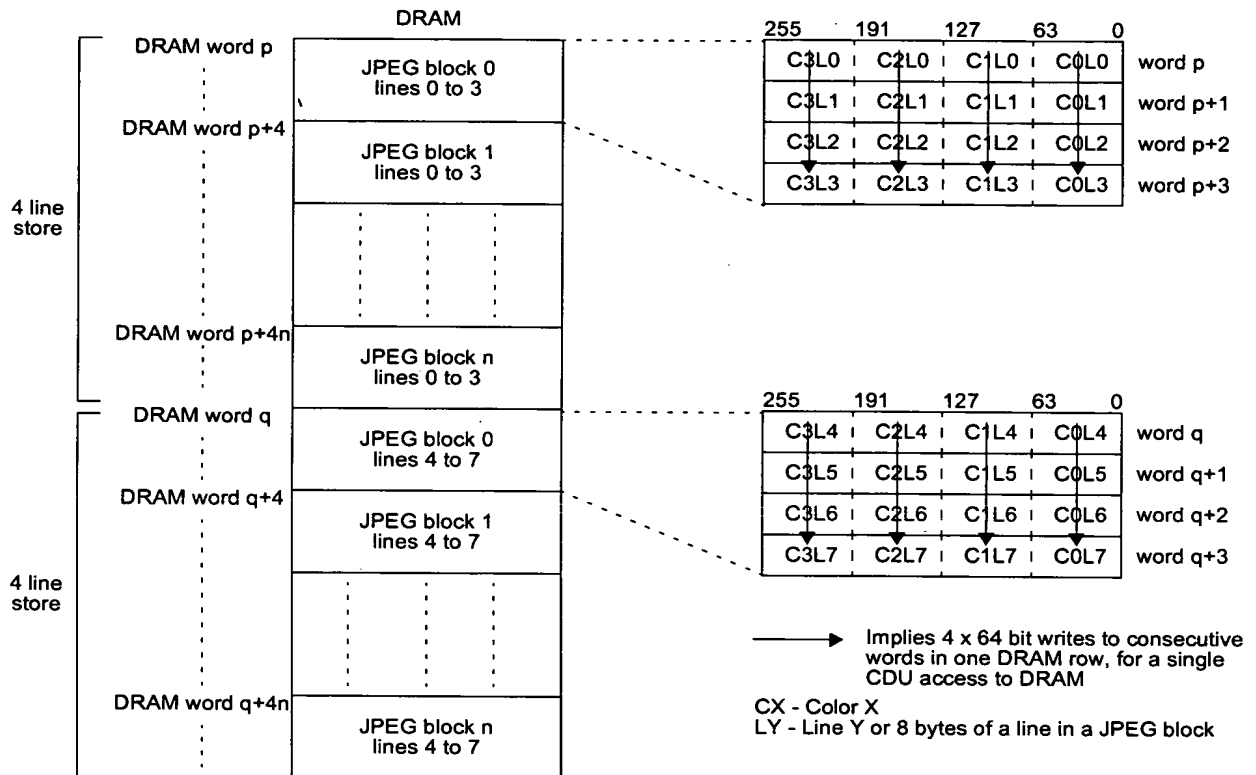 DRAM
DRAM word p
JPEG block 0
lines 0 to 3
DRAM word p+4
JPEG block 1
lines 0 to 3
4 line
store
DRAM word p+4n
JPEG block n
lines 0 to 3
255 191 127 63 0
C3L0 C2L0 C1L0 C0L0 word p
C3L1 C2L1 C1L1 C0L1 word p+1
C3L2 C2L2 C1L2 C0L2 word p+2
C3L3 C2L3 C1L3 C0L3 word p+3
DRAM word q
JPEG block 0
lines 4 to 7
DRAM word q+4
JPEG block 1
lines 4 to 7
4 line
store
DRAM word q+4n
JPEG block n
lines 4 to 7
255 191 127 63 0
C3L4 C2L4 C1L4 C0L4 word q
C3L5 C2L5 C1L5 C0L5 word q+1
C3L6 C2L6 C1L6 C0L6 word q+2
C3L7 C2L7 C1L7 C0L7 word q+3
Implies 4 x 64 bit writes to consecutive
words in one DRAM row, for a single
CDU access to DRAM
CX - Color X
LY - Line Y or 8 bytes of a line in a JPEG block